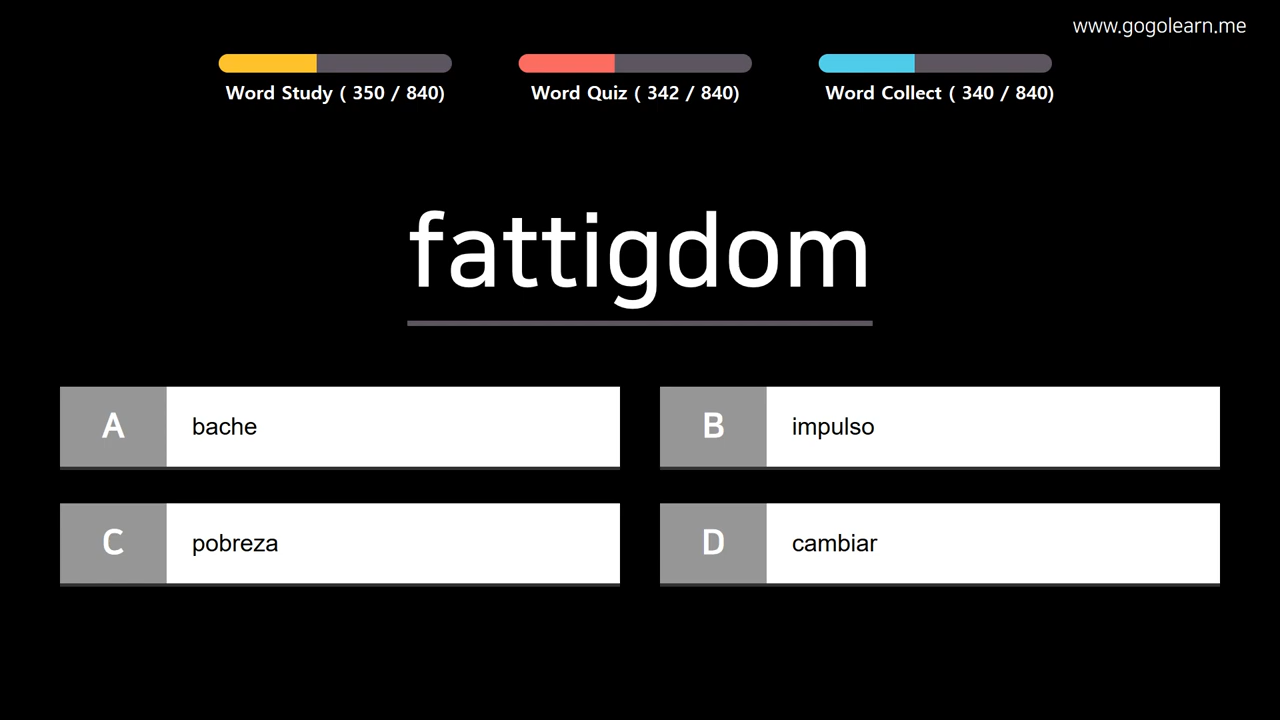 www.gogolearn.me
Word Study ( 350 / 840)
Word Quiz ( 342 / 840)
Word Collect ( 340 / 840)
fattigdom
A bache
B impulso
C pobreza
D cambiar